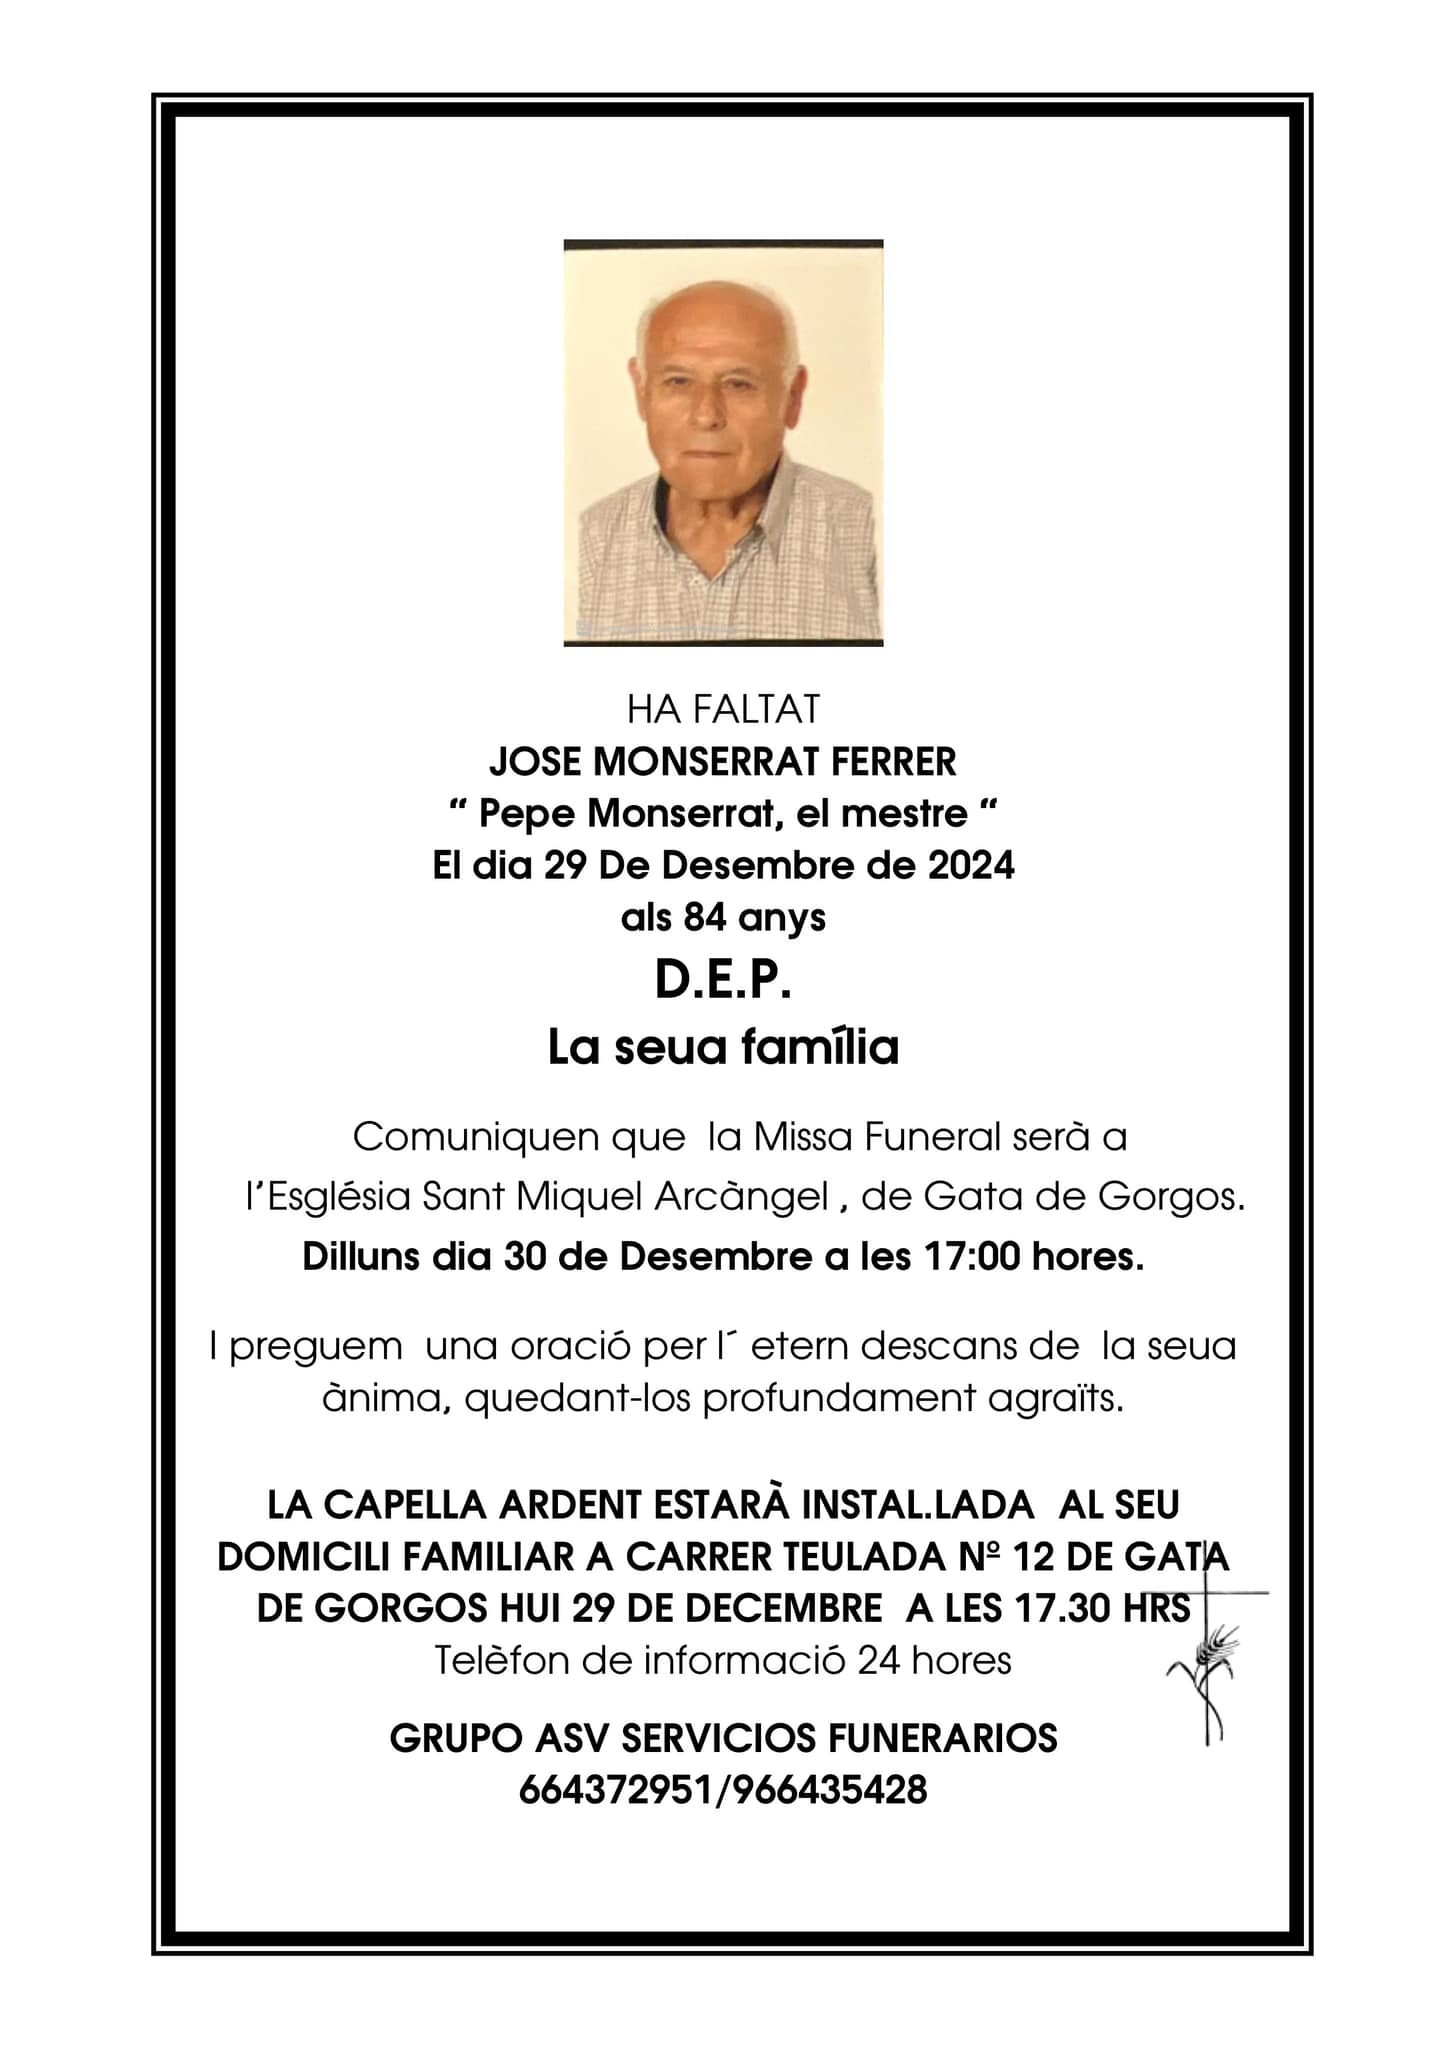 HA FALTAT
JOSE MONSERRAT FERRER
“ Pepe Monserrat, el mestre “
El dia 29 De Desembre de 2024
als 84 anys
D.E.P.
La seua família
Comuniquen que la Missa Funeral serà a
l’Església Sant Miquel Arcàngel , de Gata de Gorgos.
Dilluns dia 30 de Desembre a les 17:00 hores.
I preguem una oració per l´ etern descans de la seua
ànima, quedant-los profundament agraïts.
LA CAPELLA ARDENT ESTARÀ INSTAL.LADA AL SEU
DOMICILI FAMILIAR A CARRER TEULADA Nº 12 DE GATA
DE GORGOS HUI 29 DE DECEMBRE A LES 17.30 HRS
Telèfon de informació 24 hores
GRUPO ASV SERVICIOS FUNERARIOS
664372951/966435428